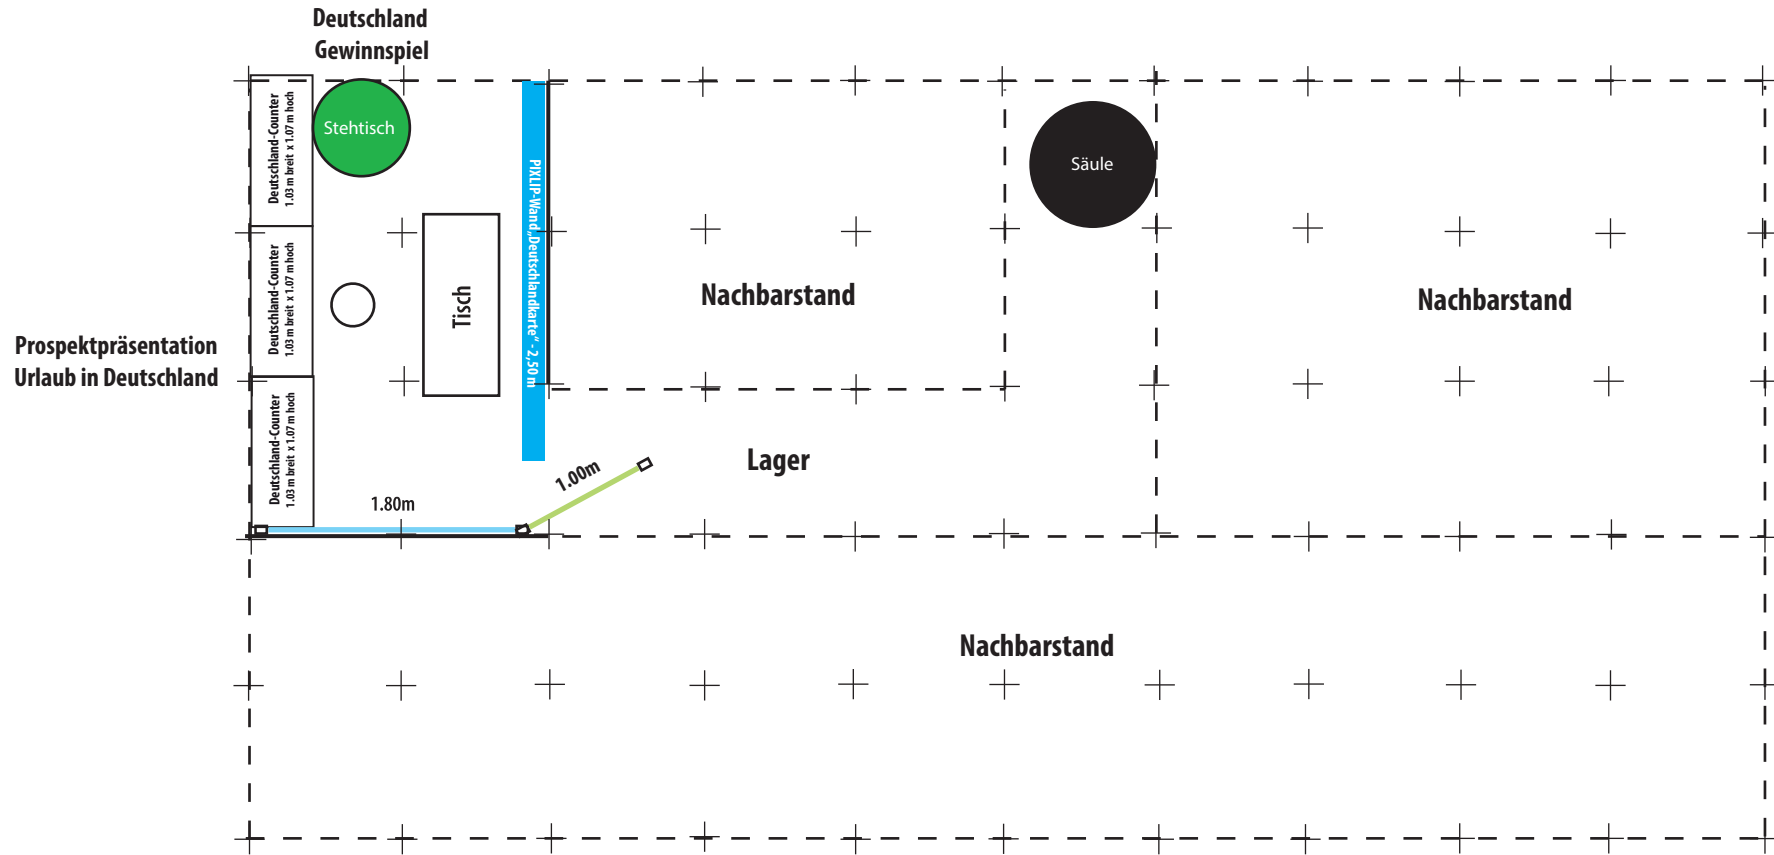 Deutschland
Gewinnspiel
Stehtisch
Deutschland-Counter
1.03 m breit x 1.07 m hoch
Deutschland-Counter
1.03 m breit x 1.07 m hoch
Deutschland-Counter
1.03 m breit x 1.07 m hoch
Tisch
PIXLIP-Wand„Deutschlandkarte“ - 2,50 m
Säule
Nachbarstand
Nachbarstand
Prospektpräsentation
Urlaub in Deutschland
Lager
1.00m
1.80m
Nachbarstand